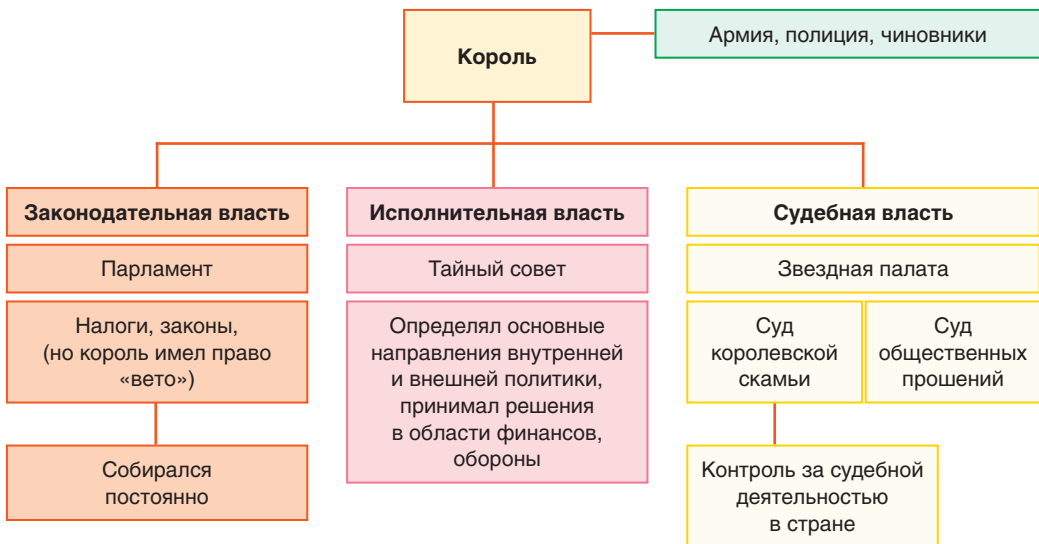 Король
Армия, полиция, чиновники
Законодательная власть
Парламент
Налоги, законы,
(но король имел право
«вето»)
Собирался
постоянно
Исполнительная власть
Тайный совет
Определял основные
направления внутренней
и внешней политики,
принимал решения
в области финансов,
обороны
Судебная власть
Звездная палата
Суд
королевской
скамьи
Суд
общественных
прошений
Контроль за судебной
деятельностью
в стране